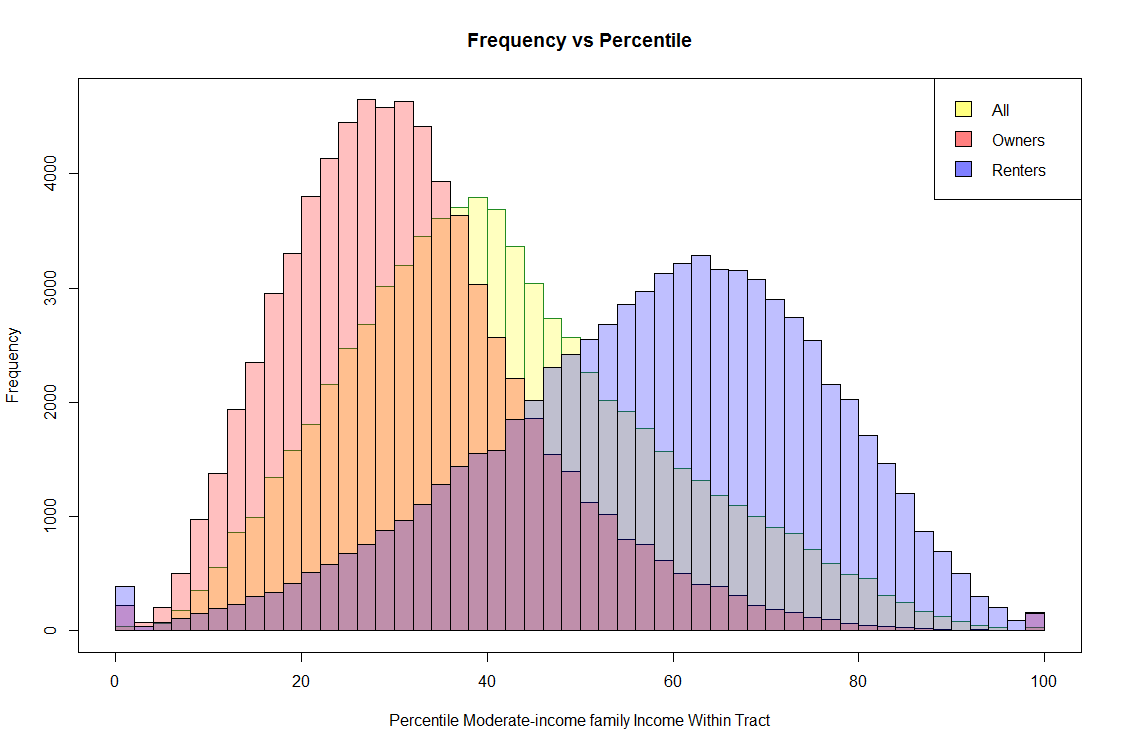 Frequency vs Percentile
All
Owners
Renters
Frequency
4000
3000
2000
1000
0
0 20 40 60 80 100
Percentile Moderate-income family Income Within Tract